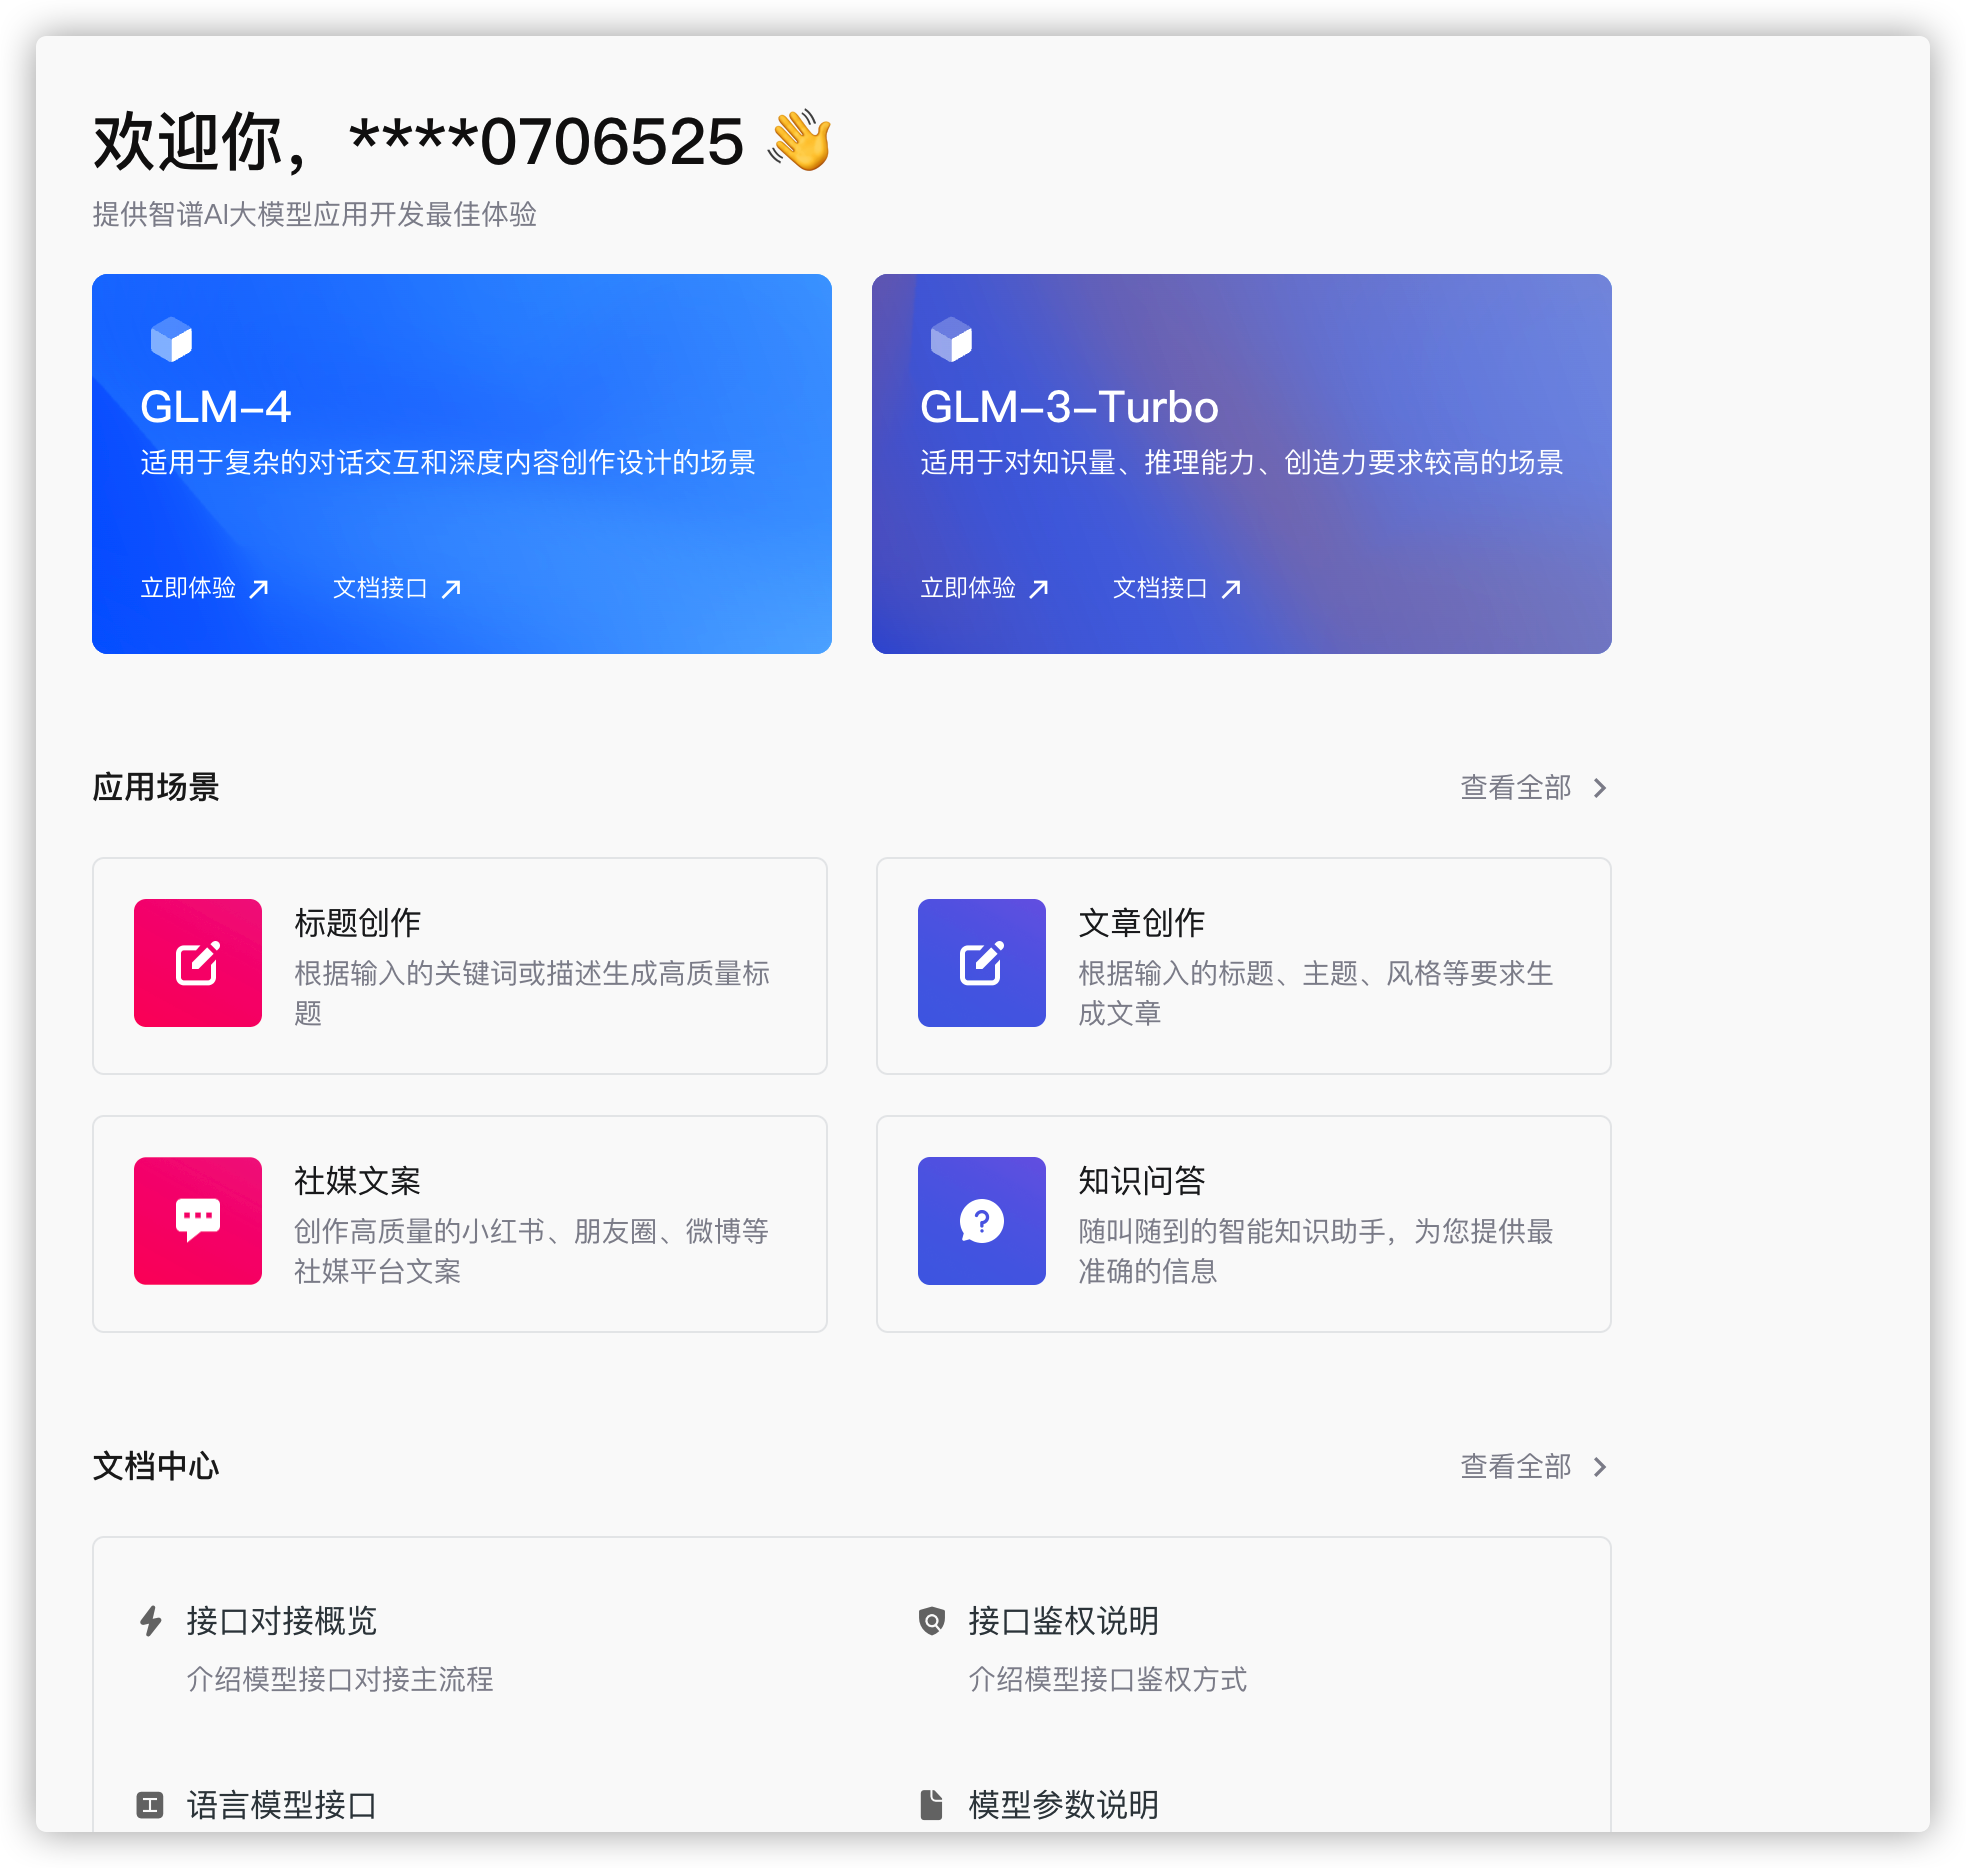 欢迎你，****0706525 👋
提供智谱AI大模型应用开发最佳体验
GLM-4
适用于复杂的对话交互和深度内容创作设计的场景
立即体验
文档接口
GLM-3-Turbo
适用于对知识量、推理能力、创造力要求较高的场景
立即体验
文档接口
应用场景
查看全部
标题创作
根据输入的关键词或描述生成高质量标
题
文章创作
根据输入的标题、主题、风格等要求生
成文章
社媒文案
创作高质量的小红书、朋友圈、微博等
社媒平台文案
知识问答
随叫随到的智能知识助手，为您提供最
准确的信息
文档中心
查看全部
接口对接概览
介绍模型接口对接主流程
接口鉴权说明
介绍模型接口鉴权方式
语言模型接口
模型参数说明